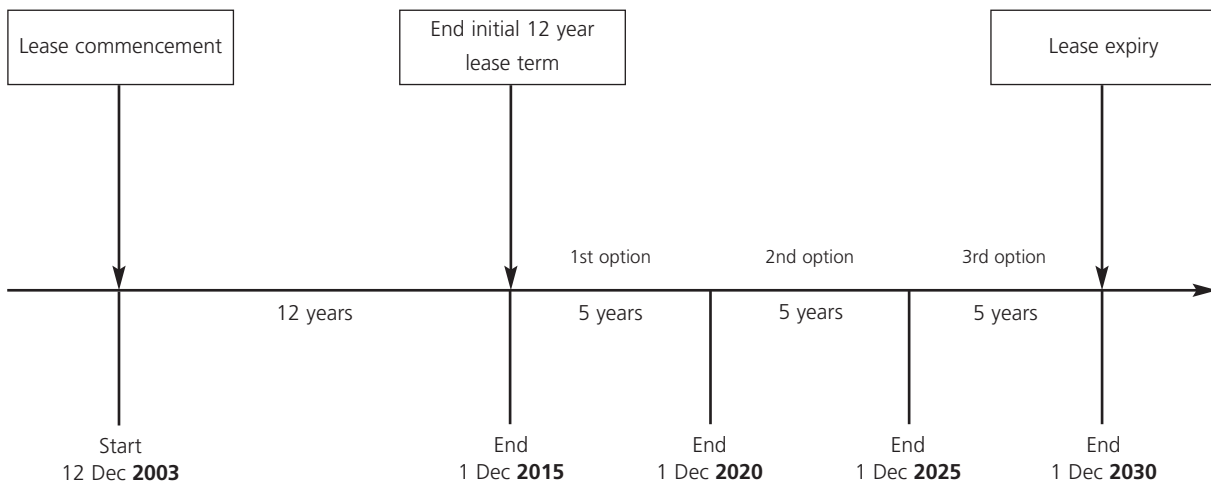 Lease commencement
End initial 12 year
lease term
Lease expiry
1st option
2nd option
3rd option
12 years
5 years
5 years
5 years
Start
12 Dec 2003
End
1 Dec 2015
End
1 Dec 2020
End
1 Dec 2025
End
1 Dec 2030